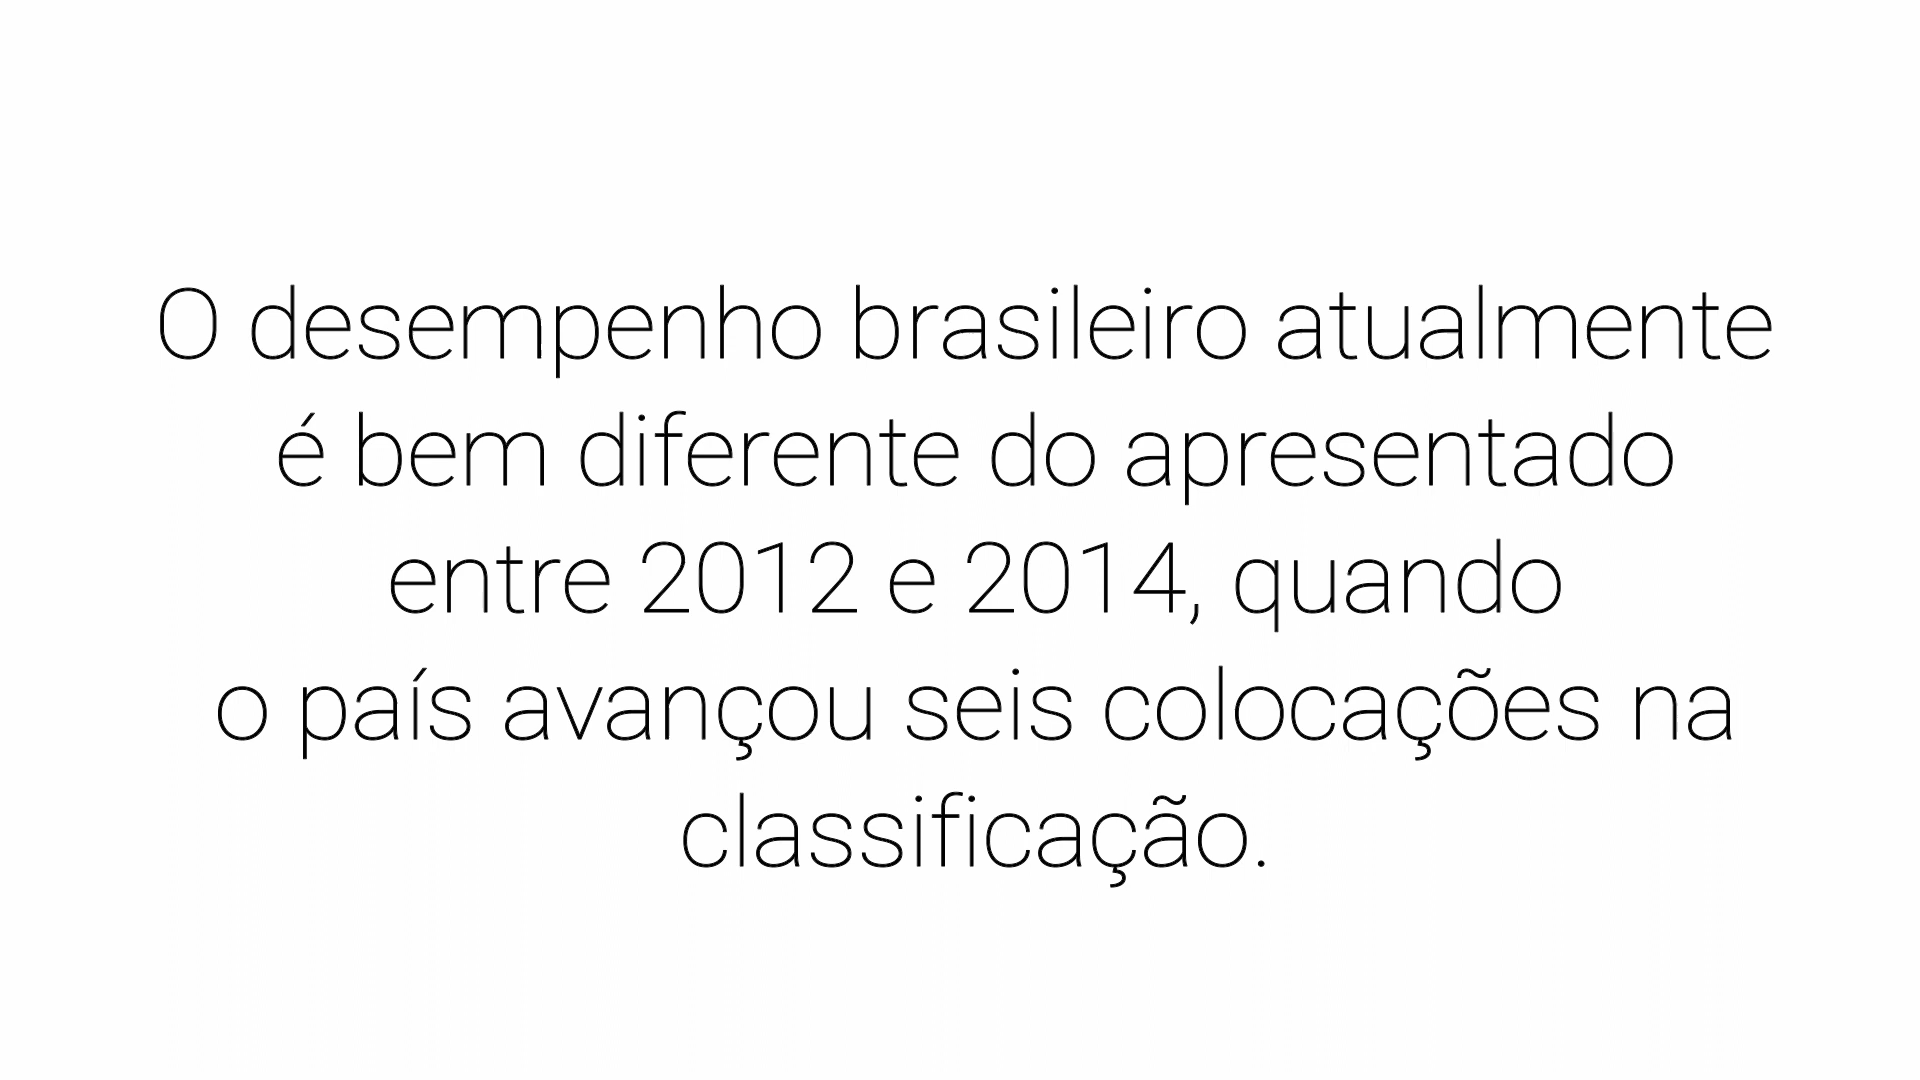 O desempenho brasileiro atualmente
é bem diferente do apresentado
entre 2012 e 2014, quando
o país avançou seis colocações na
classificação.